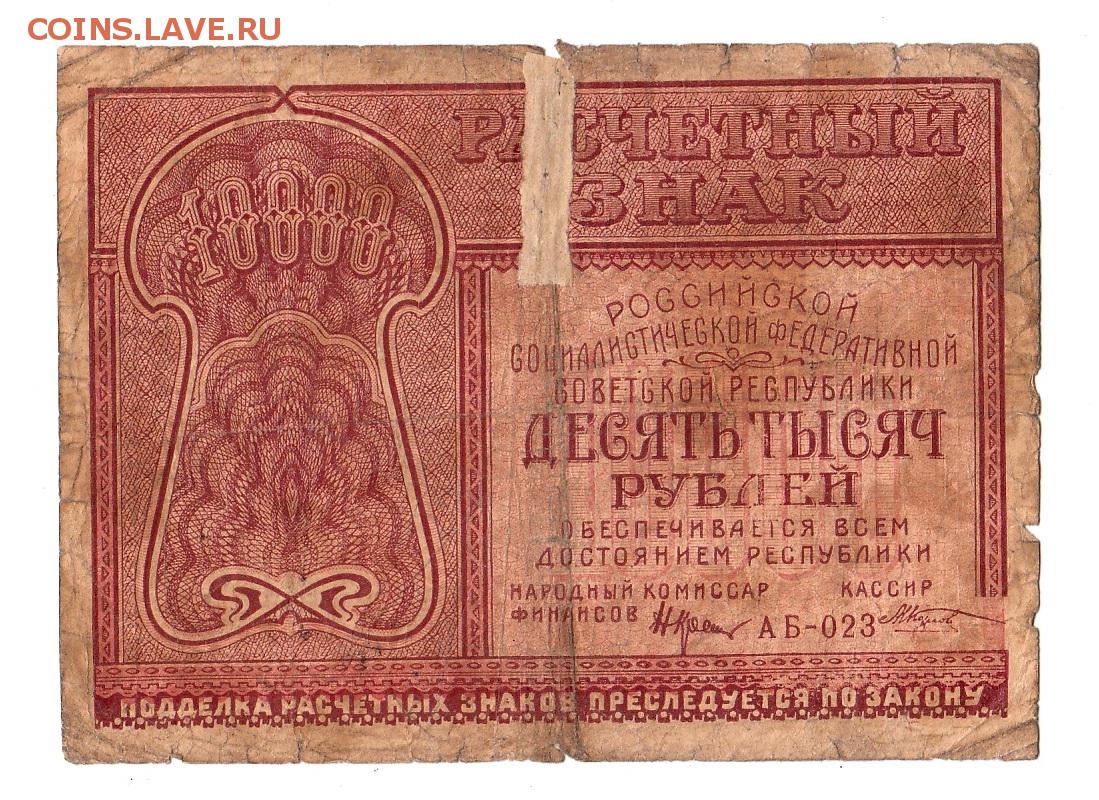 COINS.LAVE.RU
РАСЧЕТНЫЙ
ЗНАК
10000
10000
РОССИЙСКОЙ
СОЦИАЛИСТИЧЕСКОЙ ФЕДЕРАТИВНОЙ
СОВЕТСКОЙ РЕСПУБЛИКИ
ДЕСЯТЬ ТЫСЯЧ
РУБЛЕЙ
ОБЕСПЕЧИВАЕТСЯ ВСЕМ
ДОСТОЯНИЕМ РЕСПУБЛИКИ
НАРОДНЫЙ КОМИССАР КАССИР
ФИНАНСОВ АБ-023
ПОДДЕЛКА РАСЧЕТНЫХ ЗНАКОВ ПРЕСЛЕДУЕТСЯ ПО ЗАКОНУ